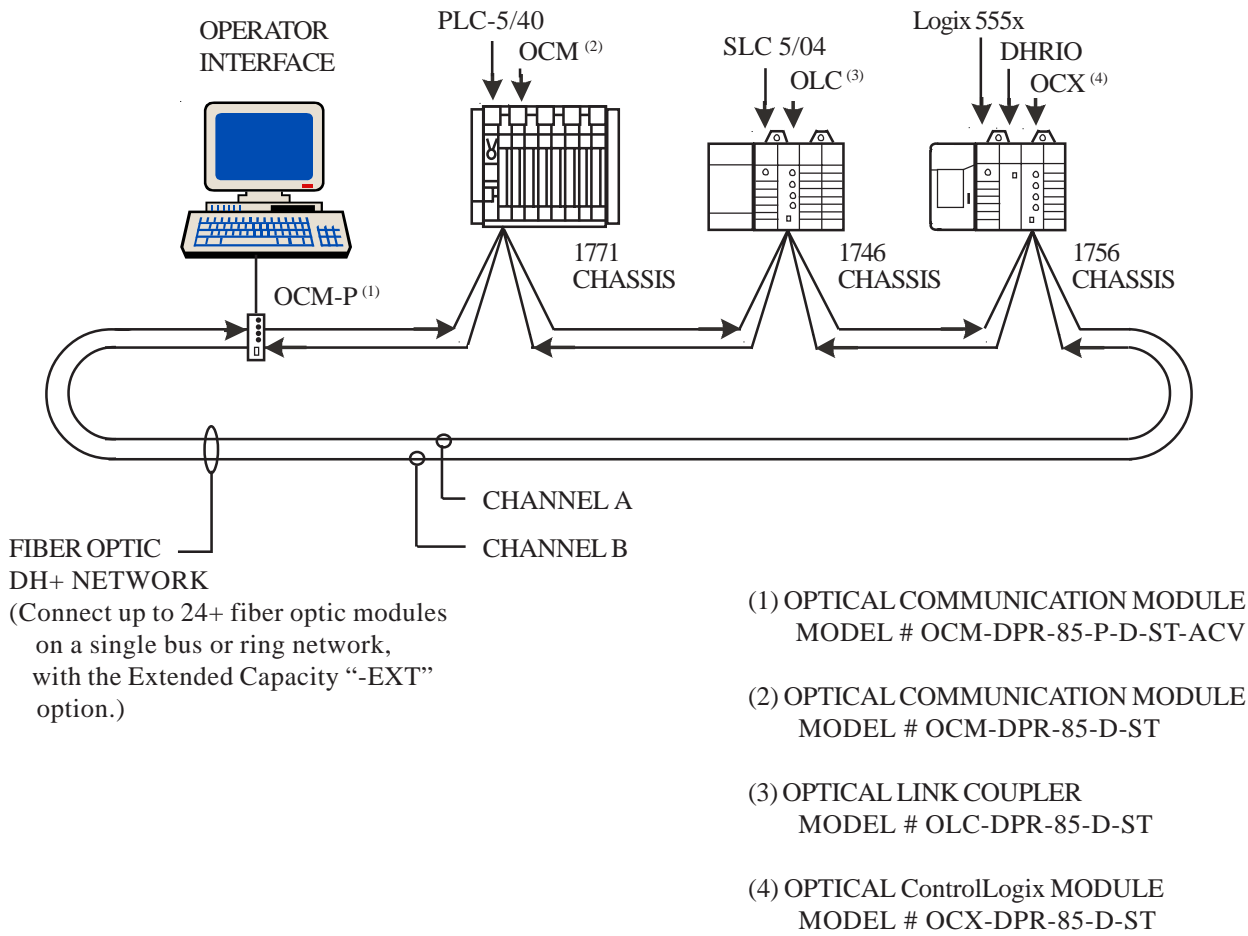 OPERATOR
INTERFACE
PLC-5/40
OCM (2)
SLC 5/04
OLC (3)
Logix 555x
DHRIO
OCX (4)
1771
CHASSIS
1746
CHASSIS
1756
CHASSIS
OCM-P (1)
CHANNEL A
CHANNEL B
FIBER OPTIC
DH+ NETWORK
(Connect up to 24+ fiber optic modules
on a single bus or ring network,
with the Extended Capacity “-EXT”
option.)
(1) OPTICAL COMMUNICATION MODULE
MODEL # OCM-DPR-85-P-D-ST-ACV
(2) OPTICAL COMMUNICATION MODULE
MODEL # OCM-DPR-85-D-ST
(3) OPTICAL LINK COUPLER
MODEL # OLC-DPR-85-D-ST
(4) OPTICAL ControlLogix MODULE
MODEL # OCX-DPR-85-D-ST